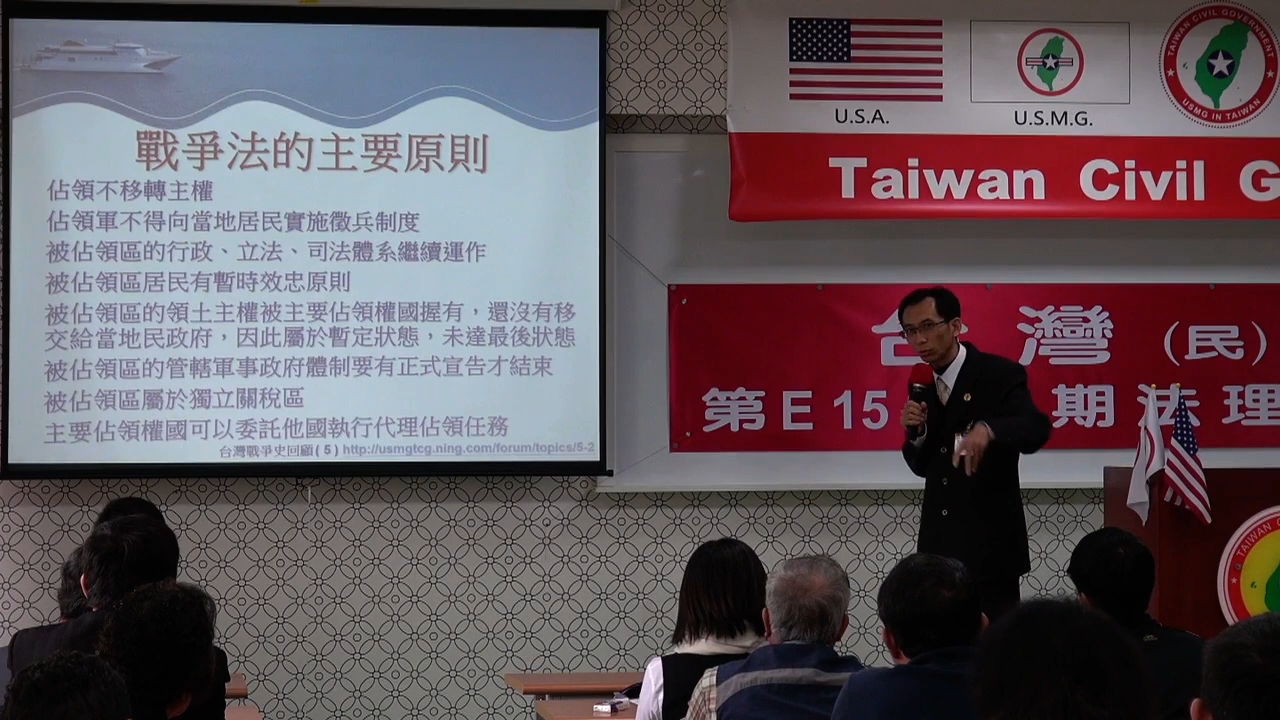 戰爭法的主要原則
佔領不移轉主權
佔領軍不得向當地居民實施徵兵制度
被佔領區的行政、立法、司法體系繼續運作
被佔領區居民有暫時效忠原則
被佔領區的領土主權被主要佔領權國握有，還沒有移
交給當地民政府，因此屬於暫定狀態，未達最後狀態
被佔領區的管轄軍事政府體制要有正式宣告才結束
被佔領區屬於獨立關稅區
主要佔領權國可以委託他國執行代理佔領任務
台灣戰爭史回顧 ( 5 ) http://usmgtcg.ning.com/forum/topics/5-2
U.S.A.
U.S.M.G.
TAIWAN CIVIL GOVERNMENT
USMG IN TAIWAN
Taiwan Civil G
台灣 (民)
第E15 期法理
TAIWAN C